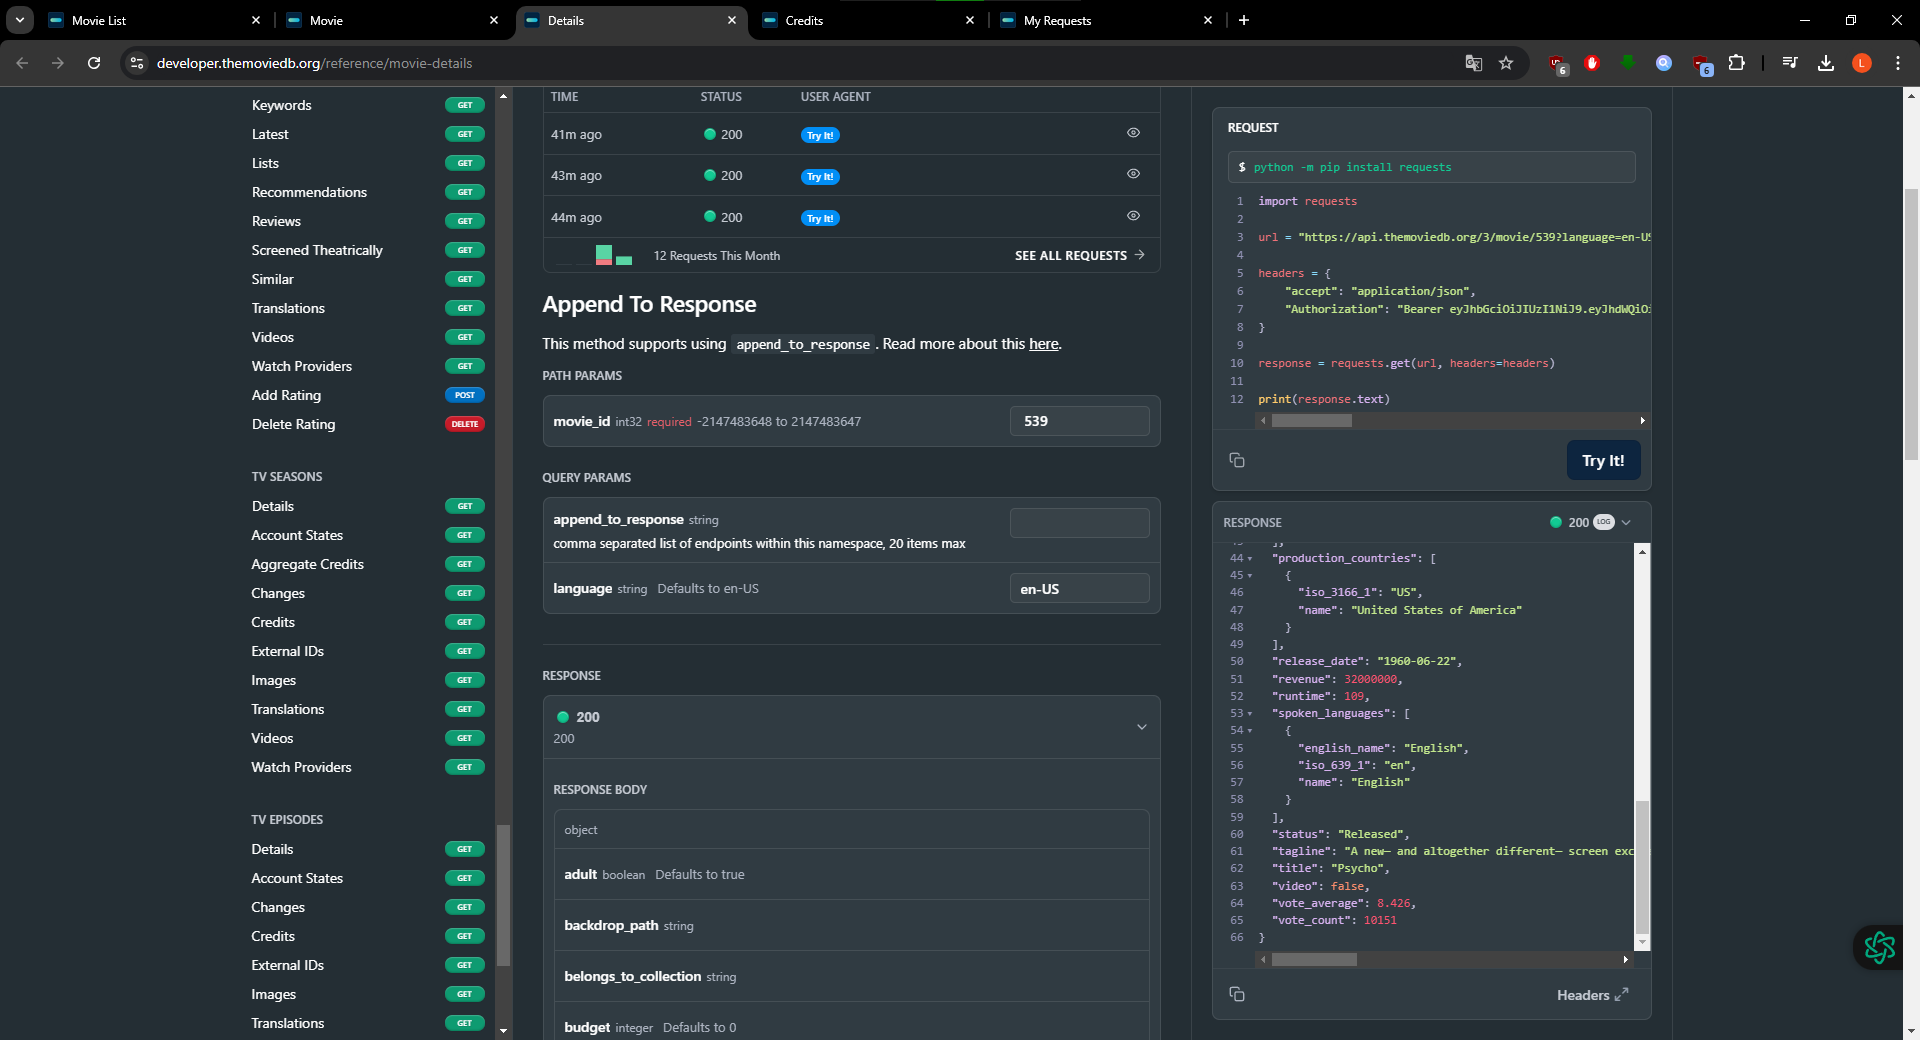 Movie List
Movie
Details
Credits
My Requests
developer.themoviedb.org/reference/movie-details
6
6
L
Keywords GET
Latest GET
Lists GET
Recommendations GET
Reviews GET
Screened Theatrically GET
Similar GET
Translations GET
Videos GET
Watch Providers GET
Add Rating POST
Delete Rating DELETE
TV SEASONS
Details GET
Account States GET
Aggregate Credits GET
Changes GET
Credits GET
External IDs GET
Images GET
Translations GET
Videos GET
Watch Providers GET
TV EPISODES
Details GET
Account States GET
Changes GET
Credits GET
External IDs GET
Images GET
Translations GET
TIME STATUS USER AGENT
41m ago 200 Try It!
43m ago 200 Try It!
44m ago 200 Try It!
12 Requests This Month SEE ALL REQUESTS →
Append To Response
This method supports using append_to_response. Read more about this here.
PATH PARAMS
movie_id int32 required -2147483648 to 2147483647 539
QUERY PARAMS
append_to_response string
comma separated list of endpoints within this namespace, 20 items max
language string Defaults to en-US en-US
RESPONSE
200
200
RESPONSE BODY
object
adult boolean Defaults to true
backdrop_path string
belongs_to_collection string
budget integer Defaults to 0
REQUEST
$ python -m pip install requests
1 import requests
2
3 url = "https://api.themoviedb.org/3/movie/539?language=en-US
4
5 headers = {
6 "accept": "application/json",
7 "Authorization": "Bearer eyJhbGciOiJIUzI1NiJ9.eyJhdWQiOi
8 }
9
10 response = requests.get(url, headers=headers)
11
12 print(response.text)
Try It!
RESPONSE 200 LOG
43 ],
44 "production_countries": [
45 {
46 "iso_3166_1": "US",
47 "name": "United States of America"
48 }
49 ],
50 "release_date": "1960-06-22",
51 "revenue": 32000000,
52 "runtime": 109,
53 "spoken_languages": [
54 {
55 "english_name": "English",
56 "iso_639_1": "en",
57 "name": "English"
58 }
59 ],
60 "status": "Released",
61 "tagline": "A new— and altogether different— screen exc
62 "title": "Psycho",
63 "video": false,
64 "vote_average": 8.426,
65 "vote_count": 10151
66 }
Headers